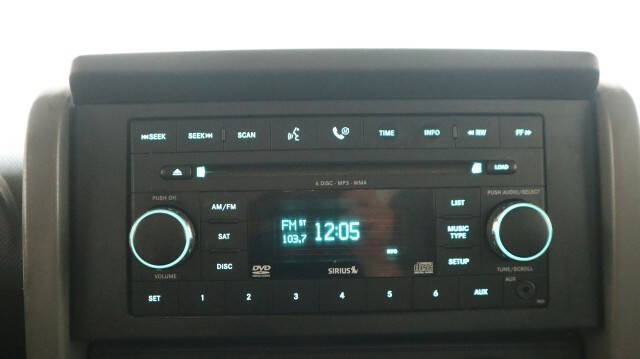 |◀◀SEEK SEEK▶▶| SCAN TIME INFO ◀◀ RW FF ▶▶
LOAD
6 DISC - MP3 - WMA
PUSH ON PUSH AUDIO/SELECT
AM/FM LIST
FM ST 12:05
103.7
SAT MUSIC
TYPE
DISC DVD SIRIUS SETUP
VOLUME TUNE/SCROLL
SET 1 2 3 4 5 6 AUX AUX